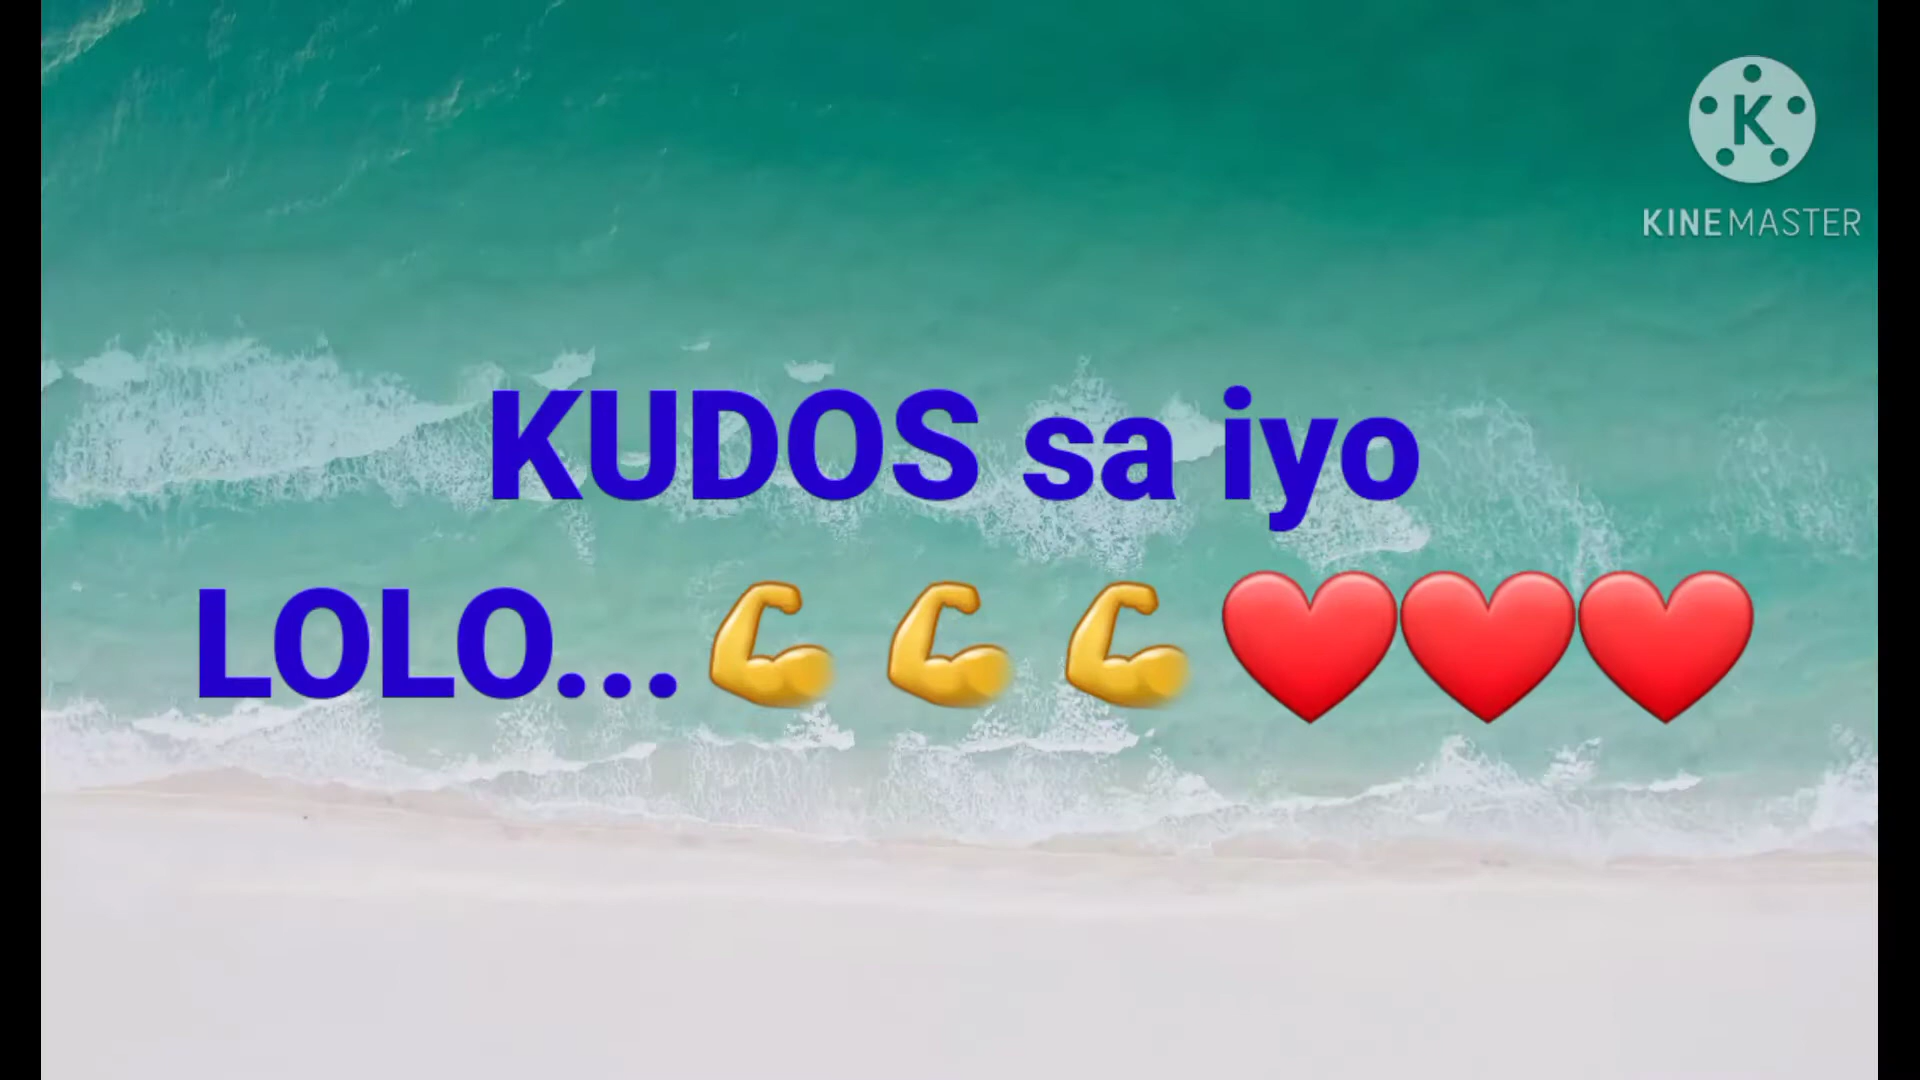 KINEMASTER
KUDOS sa iyo
LOLO...💪💪💪❤️❤️❤️